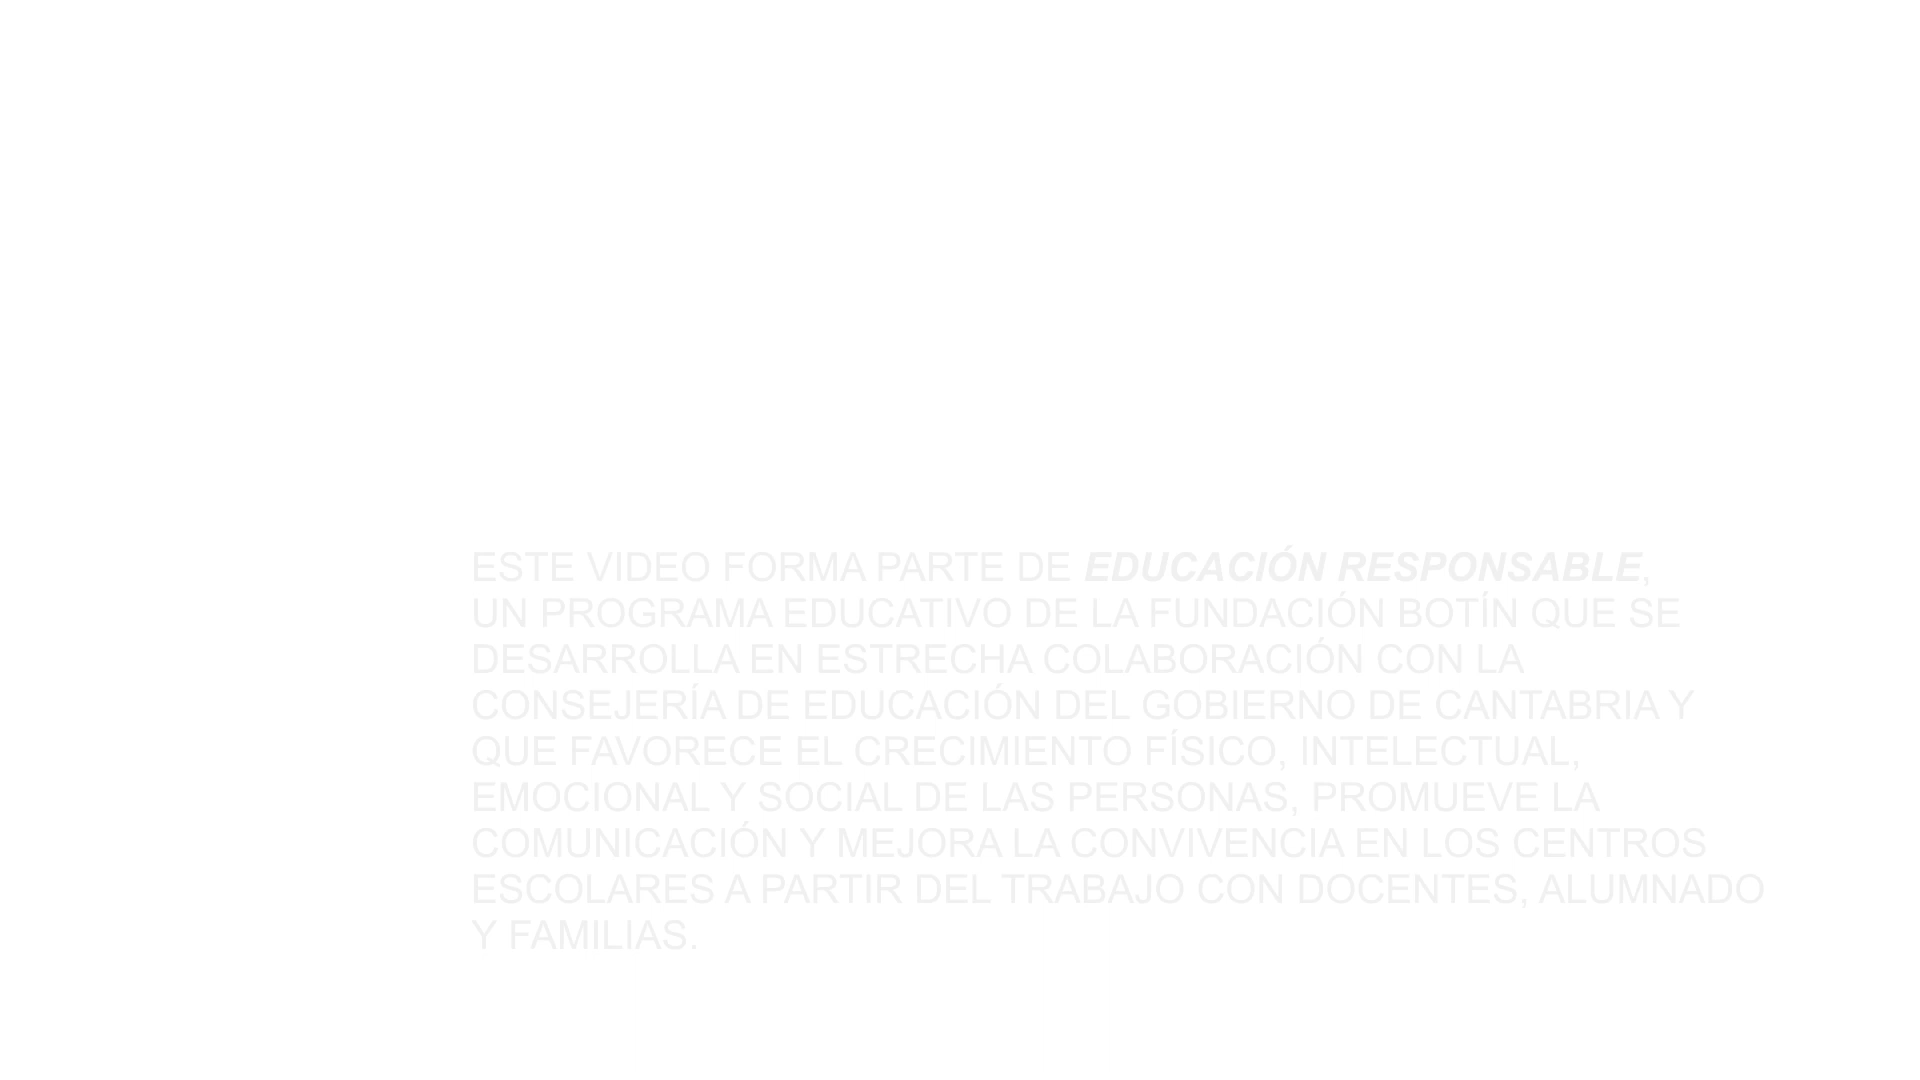 ESTE VIDEO FORMA PARTE DE EDUCACIÓN RESPONSABLE,
UN PROGRAMA EDUCATIVO DE LA FUNDACIÓN BOTÍN QUE SE
DESARROLLA EN ESTRECHA COLABORACIÓN CON LA
CONSEJERÍA DE EDUCACIÓN DEL GOBIERNO DE CANTABRIA Y
QUE FAVORECE EL CRECIMIENTO FÍSICO, INTELECTUAL,
EMOCIONAL Y SOCIAL DE LAS PERSONAS, PROMUEVE LA
COMUNICACIÓN Y MEJORA LA CONVIVENCIA EN LOS CENTROS
ESCOLARES A PARTIR DEL TRABAJO CON DOCENTES, ALUMNADO
Y FAMILIAS.